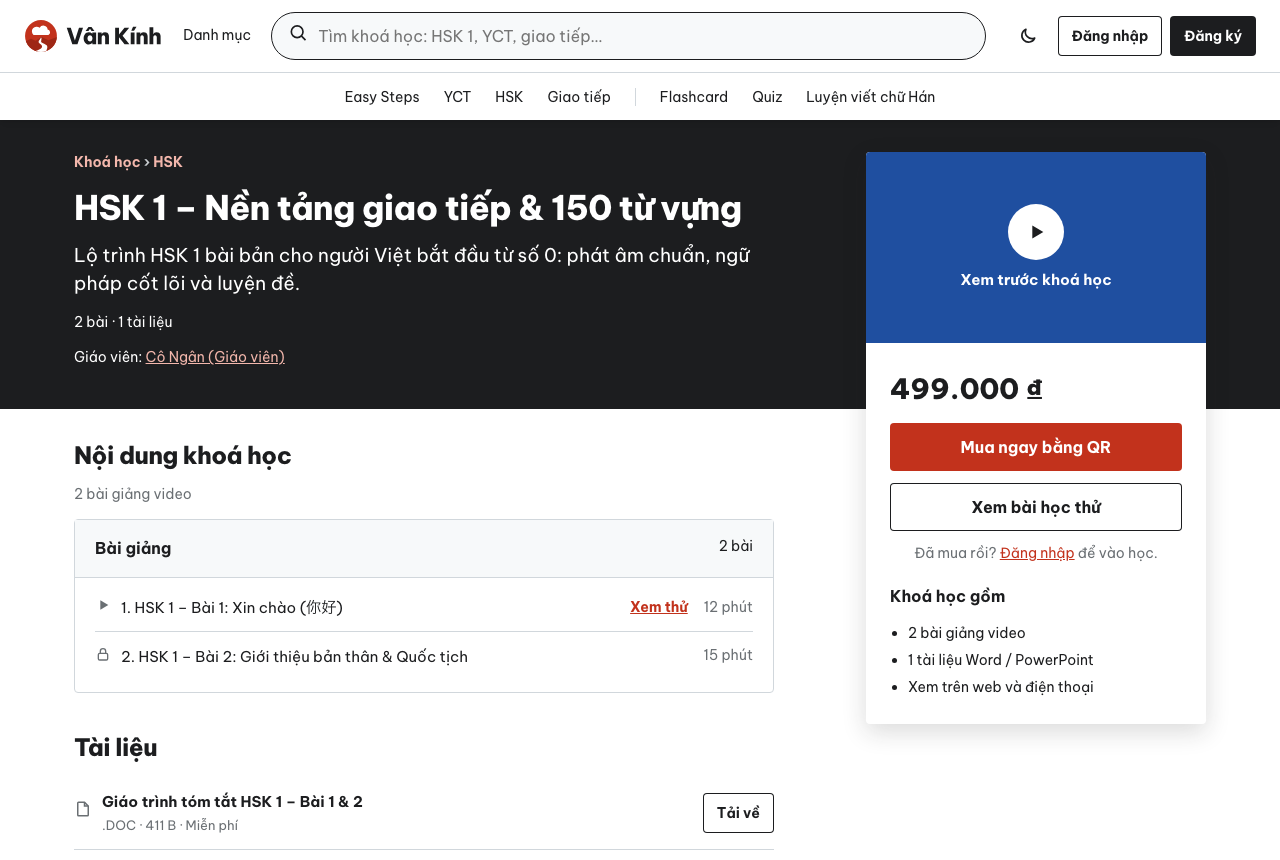 Vân Kính
Danh mục
Tìm khoá học: HSK 1, YCT, giao tiếp...
Đăng nhập
Đăng ký
Easy Steps
YCT
HSK
Giao tiếp
Flashcard
Quiz
Luyện viết chữ Hán
Khoá học › HSK
HSK 1 – Nền tảng giao tiếp & 150 từ vựng
Lộ trình HSK 1 bài bản cho người Việt bắt đầu từ số 0: phát âm chuẩn, ngữ
pháp cốt lõi và luyện đề.
2 bài · 1 tài liệu
Giáo viên: Cô Ngân (Giáo viên)
Xem trước khoá học
499.000 ₫
Mua ngay bằng QR
Xem bài học thử
Đã mua rồi? Đăng nhập để vào học.
Khoá học gồm
2 bài giảng video
1 tài liệu Word / PowerPoint
Xem trên web và điện thoại
Nội dung khoá học
2 bài giảng video
Bài giảng
2 bài
1. HSK 1 – Bài 1: Xin chào (你好)
Xem thử
12 phút
2. HSK 1 – Bài 2: Giới thiệu bản thân & Quốc tịch
15 phút
Tài liệu
Giáo trình tóm tắt HSK 1 – Bài 1 & 2
.DOC · 411 B · Miễn phí
Tải về